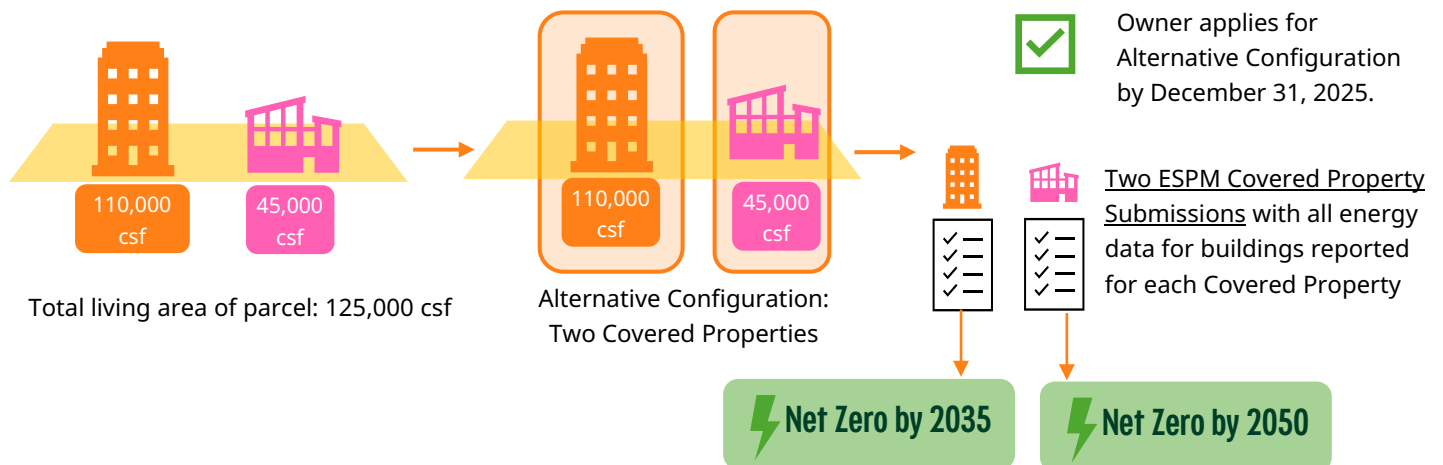 110,000
csf
45,000
csf
Total living area of parcel: 125,000 csf
110,000
csf
45,000
csf
Alternative Configuration:
Two Covered Properties
Owner applies for
Alternative Configuration
by December 31, 2025.
Two ESPM Covered Property
Submissions with all energy
data for buildings reported
for each Covered Property
Net Zero by 2035
Net Zero by 2050